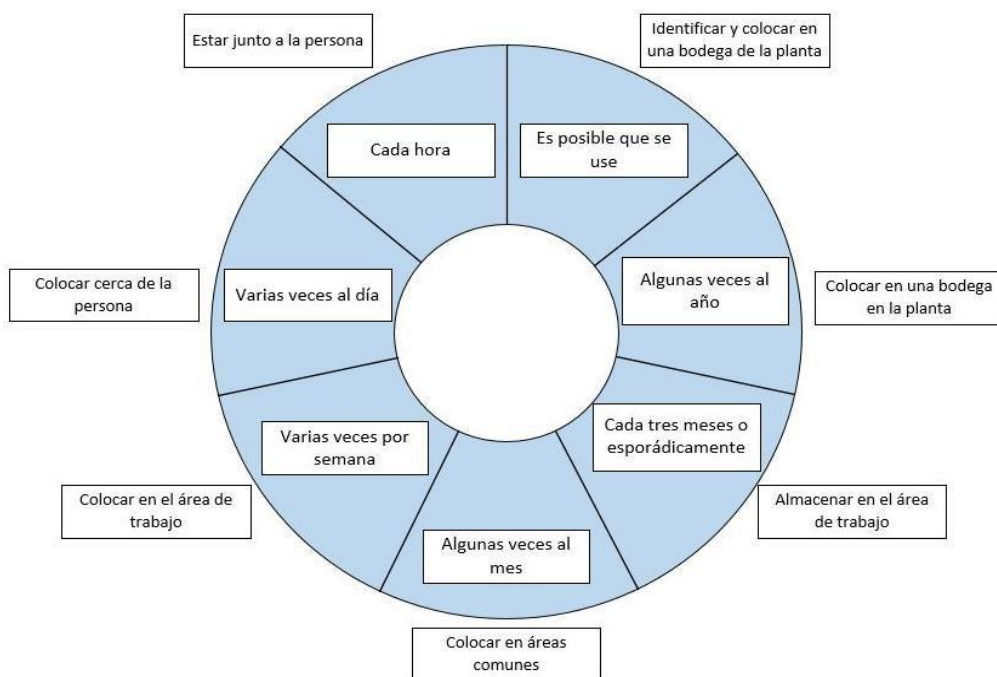 Estar junto a la persona
Identificar y colocar en
una bodega de la planta
Cada hora
Es posible que se
use
Colocar cerca de la
persona
Varias veces al día
Algunas veces al
año
Colocar en una bodega
en la planta
Varias veces por
semana
Cada tres meses o
esporádicamente
Colocar en el área de
trabajo
Algunas veces al
mes
Almacenar en el área
de trabajo
Colocar en áreas
comunes